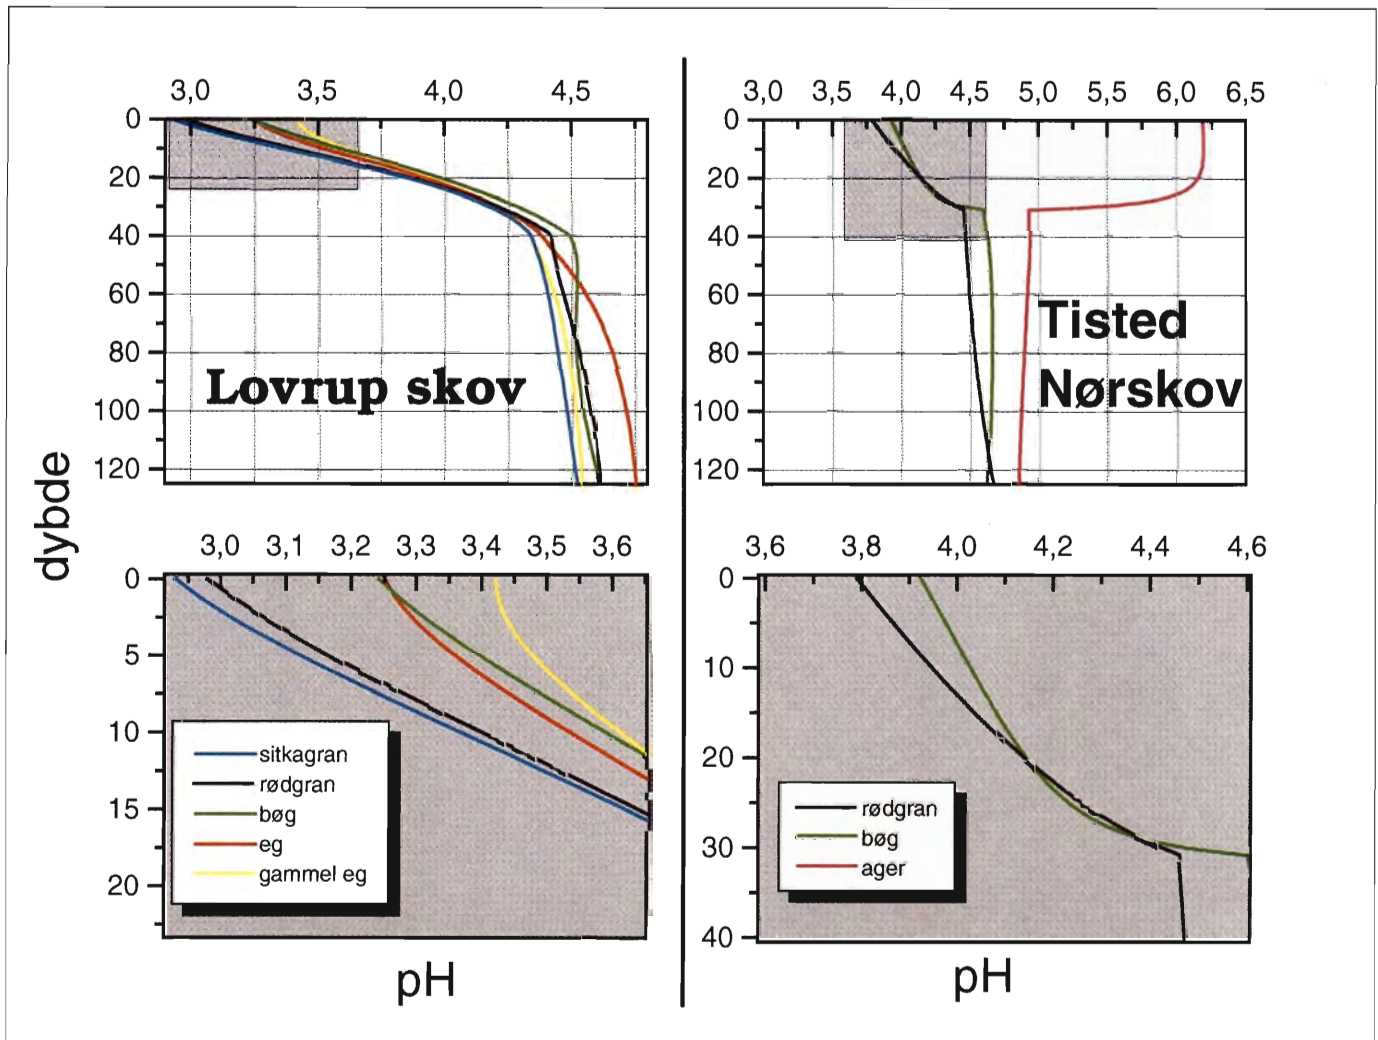 3,0 3,5 4,0 4,5
0
20
40
60
80
100
120
Lovrup skov
3,0 3,5 4,0 4,5 5,0 5,5 6,0 6,5
0
20
40
60
80
100
120
Tisted
Nørskov
dybde
3,0 3,1 3,2 3,3 3,4 3,5 3,6
0
5
10
15
20
sitkagran
rødgran
bøg
eg
gammel eg
pH
3,6 3,8 4,0 4,2 4,4 4,6
0
10
20
30
40
rødgran
bøg
ager
pH